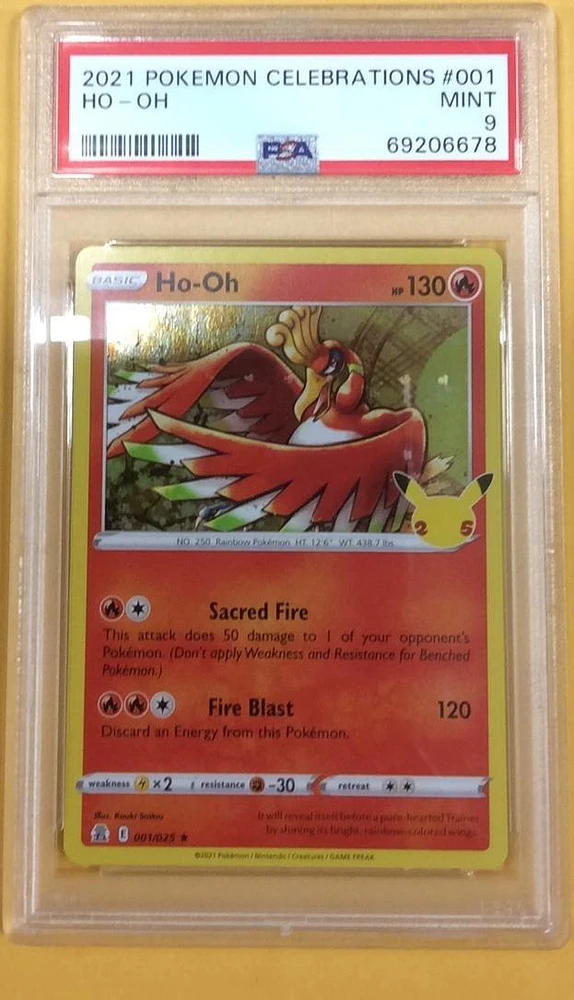 2021 POKEMON CELEBRATIONS #001
HO - OH MINT
9
PSA 69206678
BASIC Ho-Oh HP 130
25
NO. 250 Rainbow Pokémon HT: 12'6" WT: 438.7 lbs.
Sacred Fire
This attack does 50 damage to 1 of your opponent's
Pokémon. (Don't apply Weakness and Resistance for Benched
Pokémon.)
Fire Blast 120
Discard an Energy from this Pokémon.
weakness ×2 resistance -30 retreat
Illus. Kouki Saitou
It will reveal itself before a pure-hearted Trainer
by shining its bright, rainbow-colored wings.
E 001/025 ★
©2021 Pokémon / Nintendo / Creatures / GAME FREAK